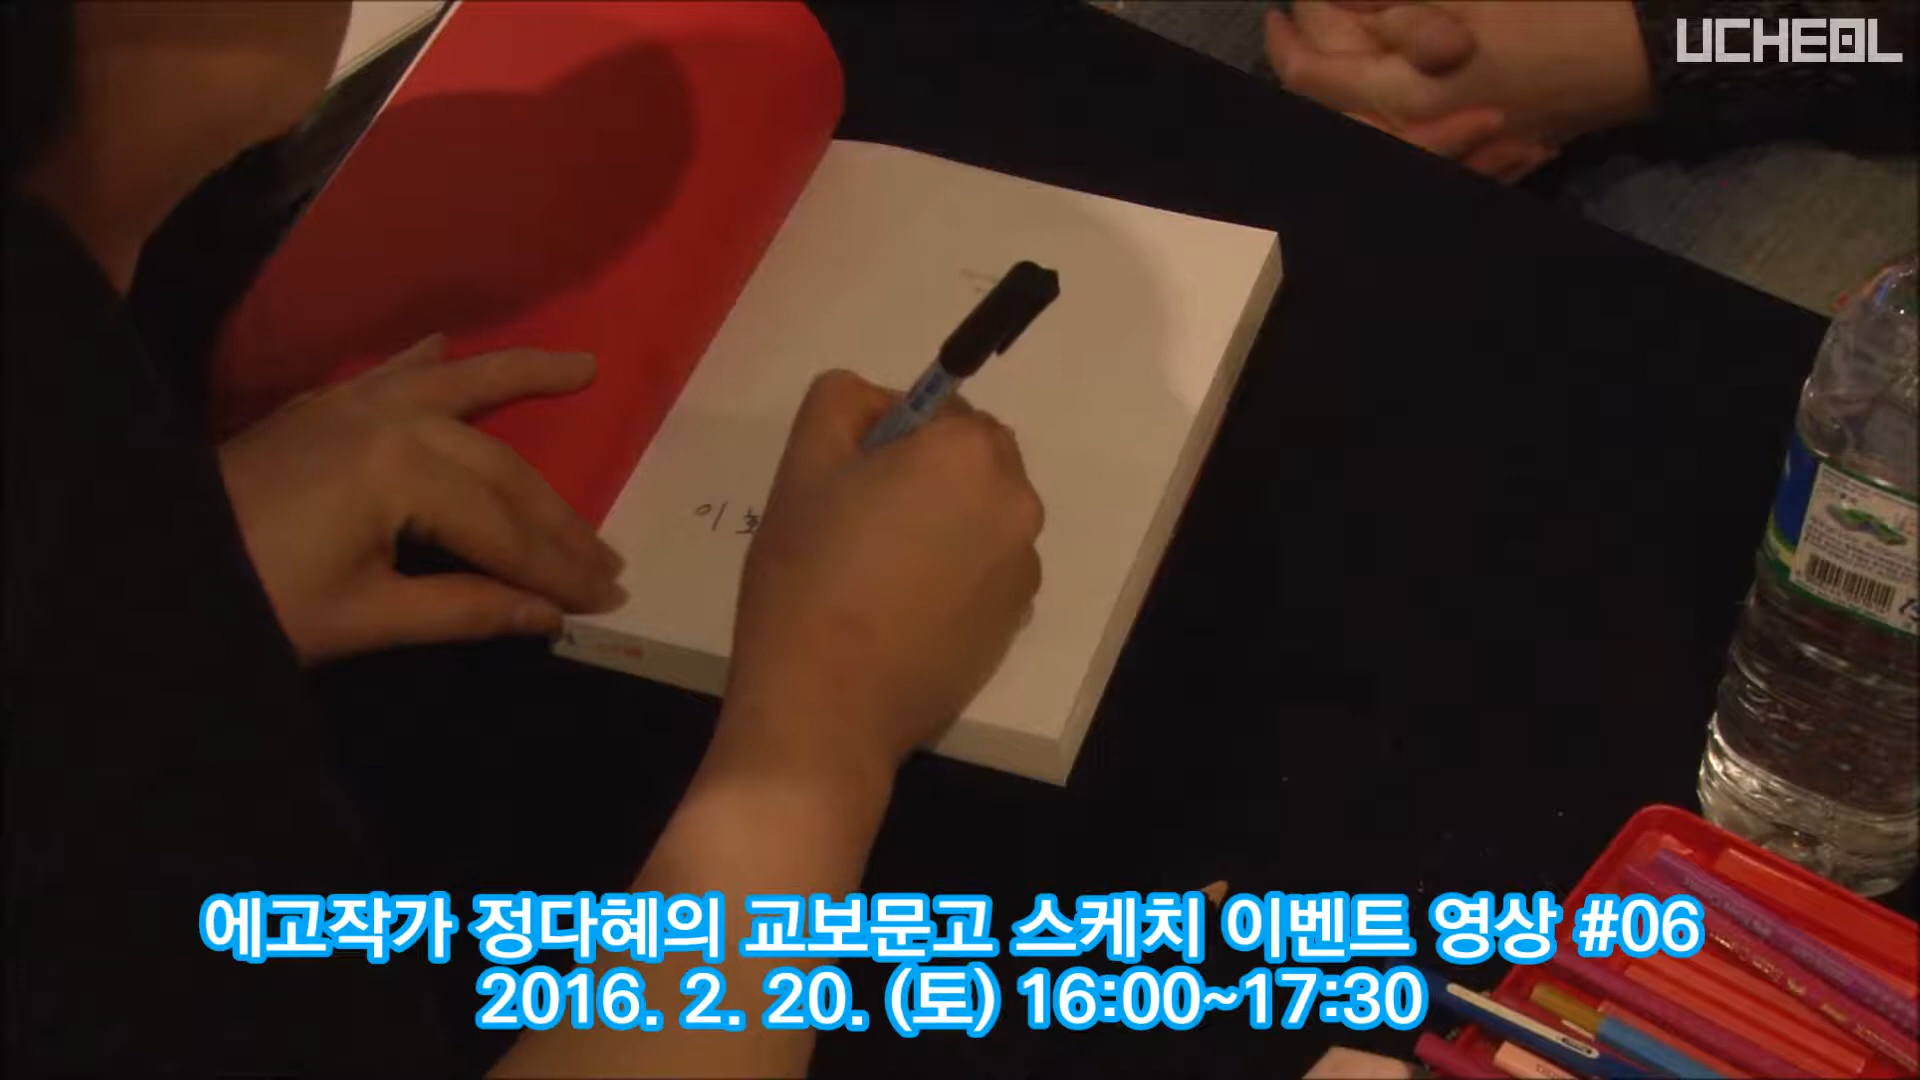 UCHEOL
에고작가 정다혜의 교보문고 스케치 이벤트 영상 #06
2016. 2. 20. (토) 16:00~17:30